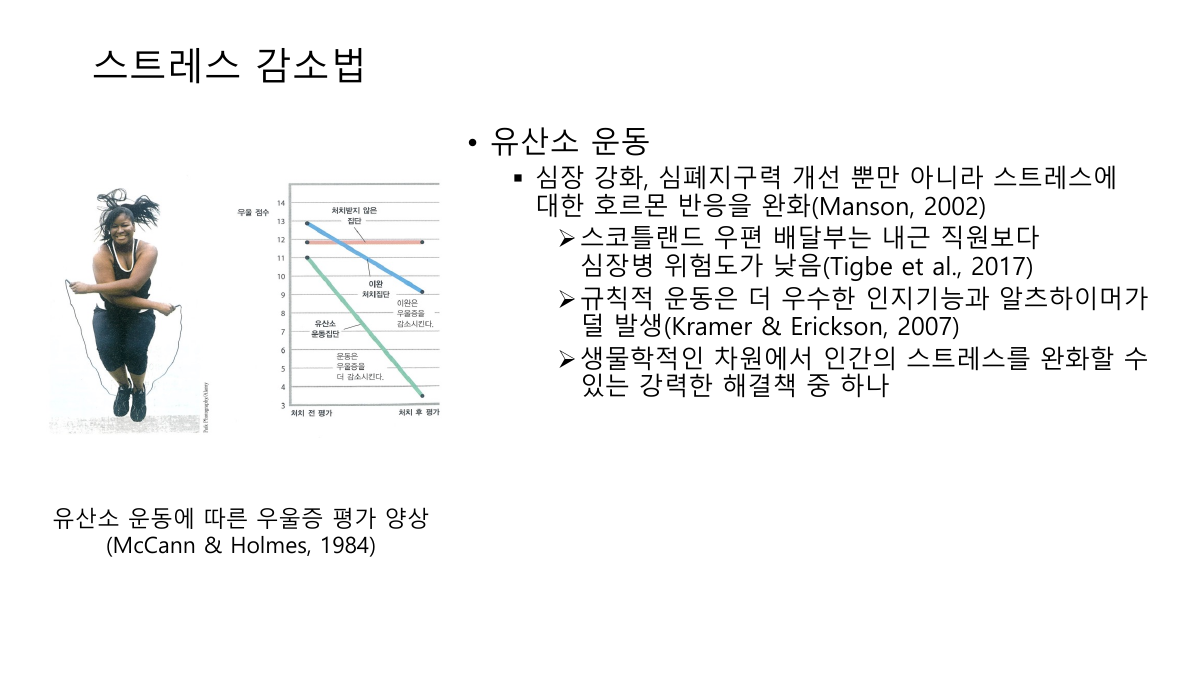 스트레스 감소법
• 유산소 운동
▪ 심장 강화, 심폐지구력 개선 뿐만 아니라 스트레스에
대한 호르몬 반응을 완화(Manson, 2002)
➢스코틀랜드 우편 배달부는 내근 직원보다
심장병 위험도가 낮음(Tigbe et al., 2017)
➢규칙적 운동은 더 우수한 인지기능과 알츠하이머가
덜 발생(Kramer & Erickson, 2007)
➢생물학적인 차원에서 인간의 스트레스를 완화할 수
있는 강력한 해결책 중 하나
우울 점수
14
13
12
11
10
9
8
7
6
5
4
3
처치받지 않은
집단
이완
처치집단
이완은
우울증을
감소시킨다.
유산소
운동집단
운동은
우울증을
더 감소시킨다.
처치 전 평가
처치 후 평가
유산소 운동에 따른 우울증 평가 양상
(McCann & Holmes, 1984)